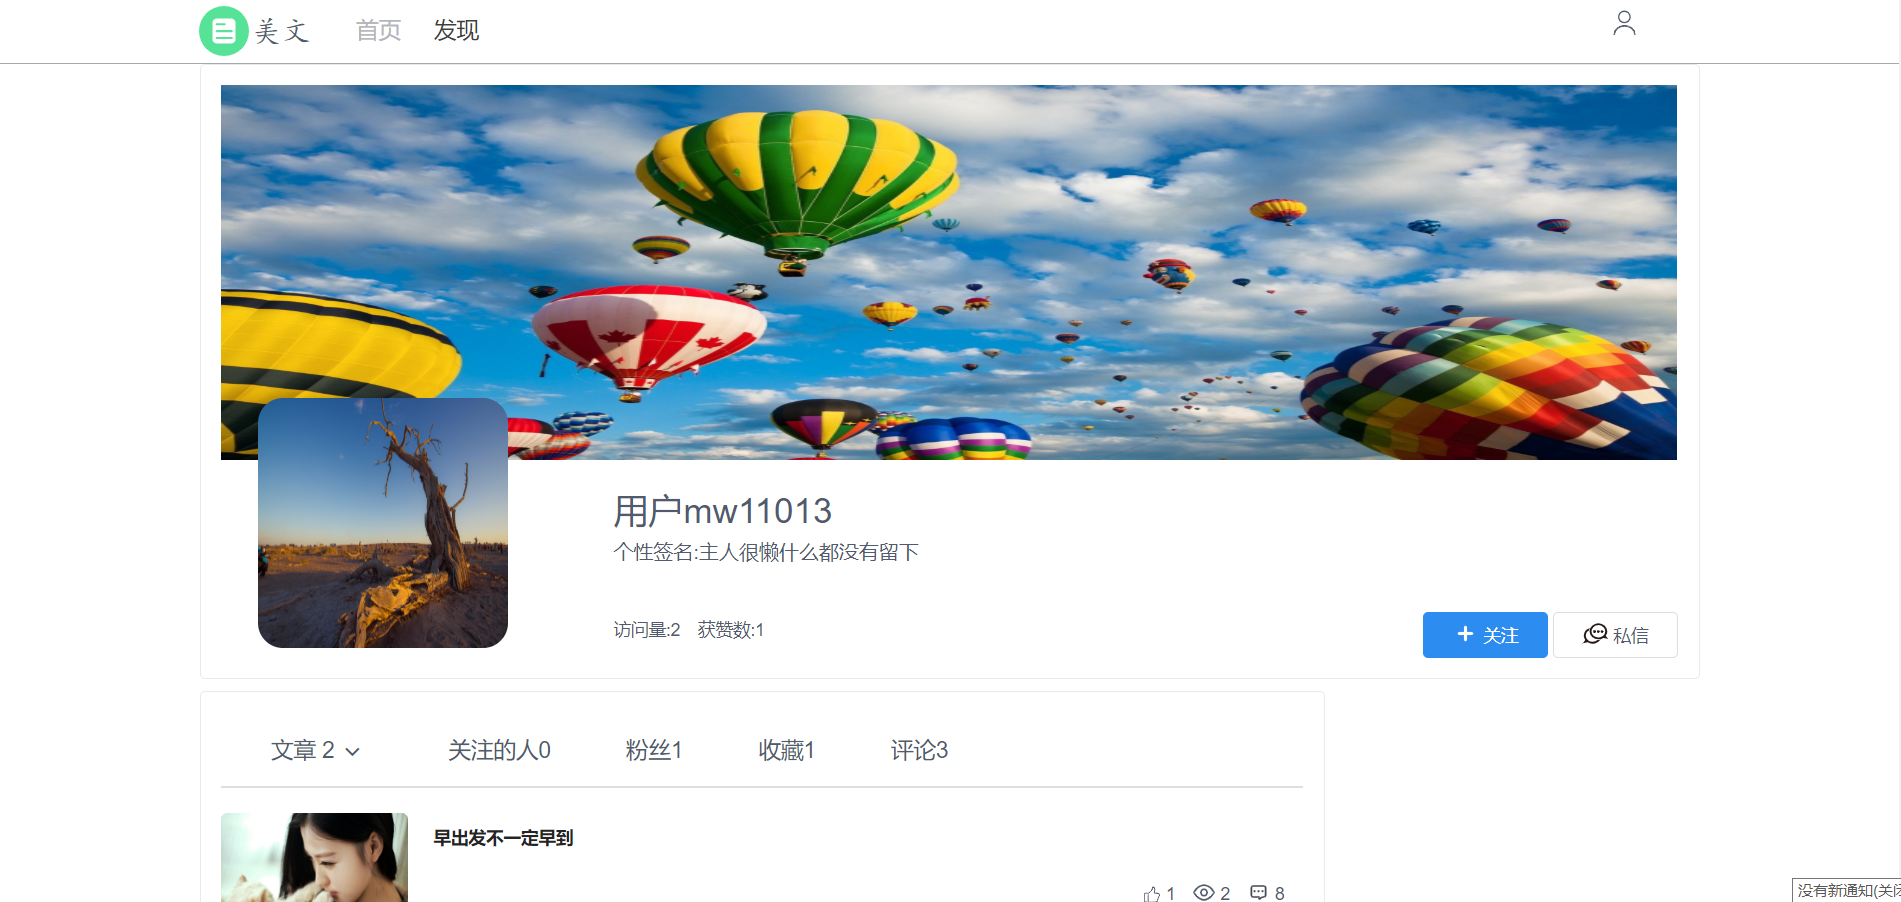 美文 首页 发现
用户mw11013
个性签名:主人很懒什么都没有留下
访问量:2 获赞数:1
关注 私信
文章 2 关注的人0 粉丝1 收藏1 评论3
早出发不一定早到
1 2 8
没有新通知(关闭